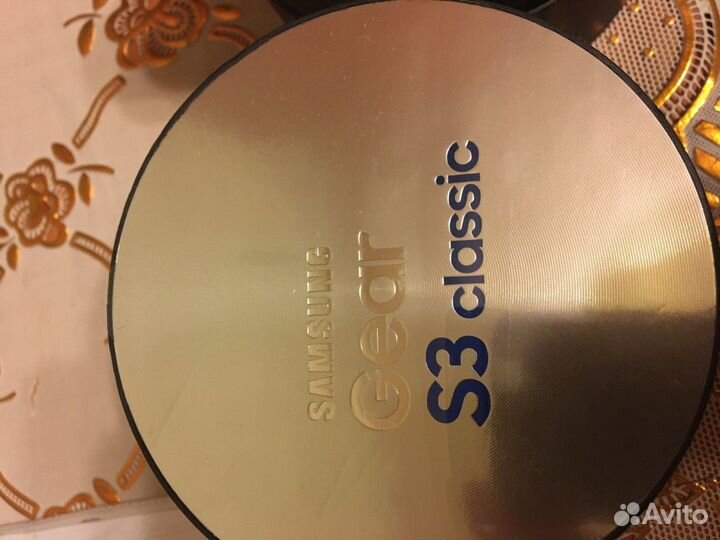 SAMSUNG
Gear
S3 classic
Avito